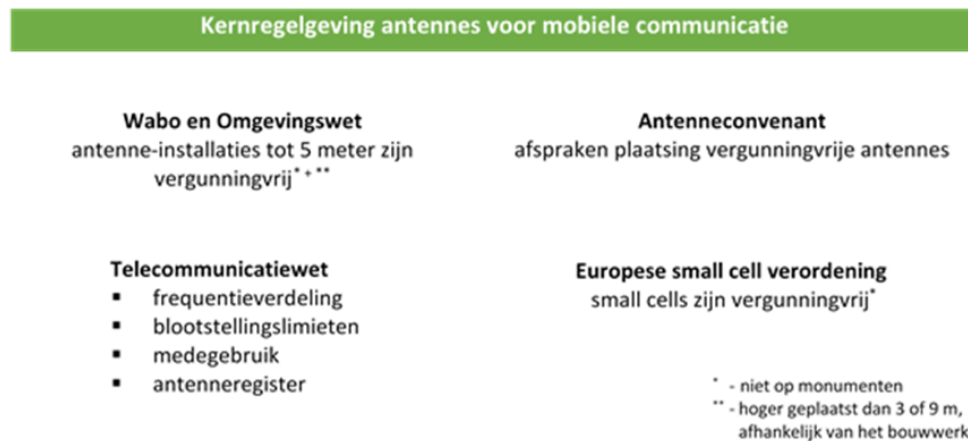 Kernregelgeving antennes voor mobiele communicatie
Wabo en Omgevingswet
antenne-installaties tot 5 meter zijn
vergunningvrij* + **
Antenneconvenant
afspraken plaatsing vergunningvrije antennes
Telecommunicatiewet
▪ frequentieverdeling
▪ blootstellingslimieten
▪ medegebruik
▪ antenneregister
Europese small cell verordening
small cells zijn vergunningvrij*
* - niet op monumenten
** - hoger geplaatst dan 3 of 9 m,
afhankelijk van het bouwwerk